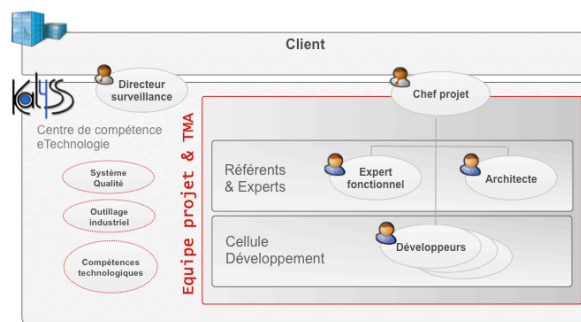 Client
Directeur
surveillance
Chef projet
Kalyss
Centre de compétence
eTechnologie
Système
Qualité
Outillage
industriel
Compétences
technologiques
Equipe projet & TMA
Référents
& Experts
Expert
fonctionnel
Architecte
Cellule
Développement
Développeurs